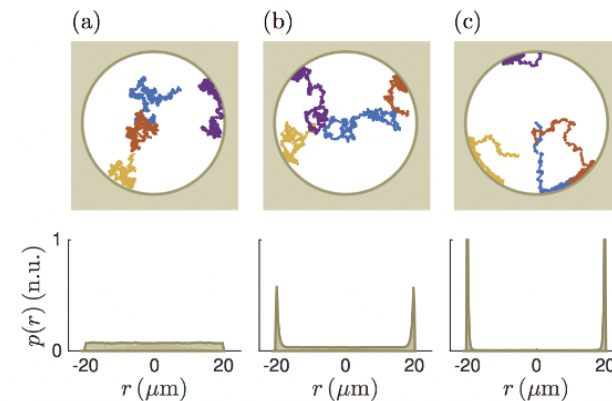 (a) (b) (c)
1
p(r) (n.u.)
0
-20 0 20 -20 0 20 -20 0 20
r (μm) r (μm) r (μm)